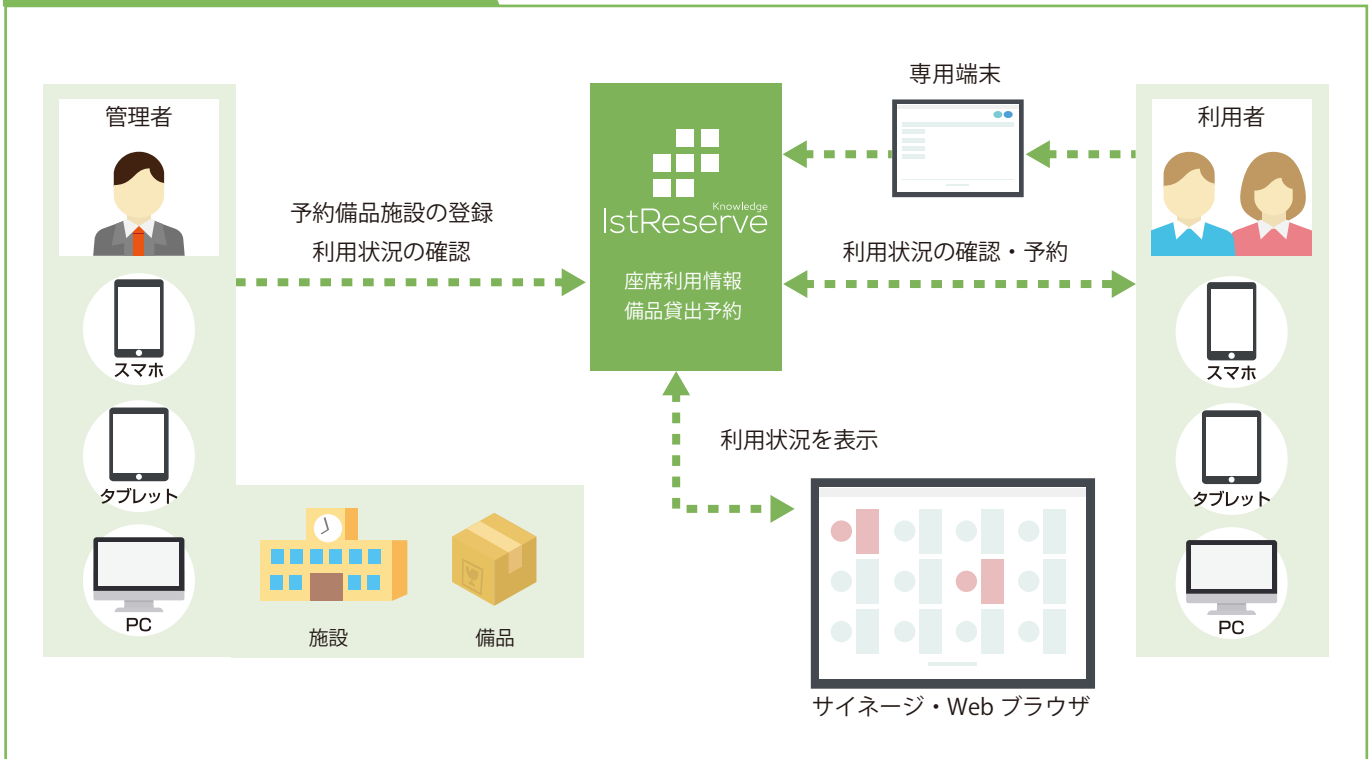 管理者
スマホ
タブレット
PC
施設
備品
予約備品施設の登録
利用状況の確認
Knowledge
IstReserve
座席利用情報
備品貸出予約
専用端末
利用状況の確認・予約
利用状況を表示
サイネージ・Web ブラウザ
利用者
スマホ
タブレット
PC